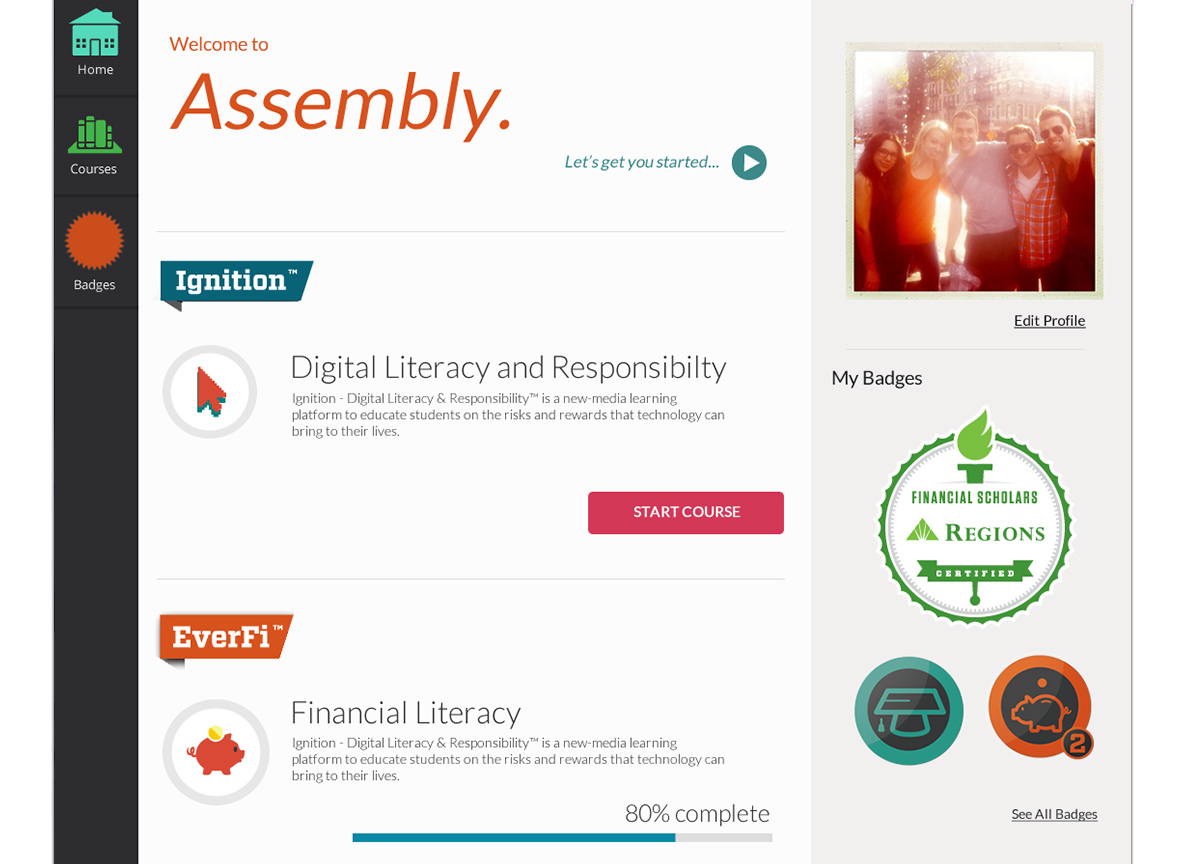 Home
Courses
Badges
Welcome to
Assembly.
Let's get you started...
Ignition™
Digital Literacy and Responsibilty
Ignition - Digital Literacy & Responsibility™ is a new-media learning
platform to educate students on the risks and rewards that technology can
bring to their lives.
START COURSE
EverFi™
Financial Literacy
Ignition - Digital Literacy & Responsibility™ is a new-media learning
platform to educate students on the risks and rewards that technology can
bring to their lives.
80% complete
Edit Profile
My Badges
FINANCIAL SCHOLARS
REGIONS
CERTIFIED
2
See All Badges